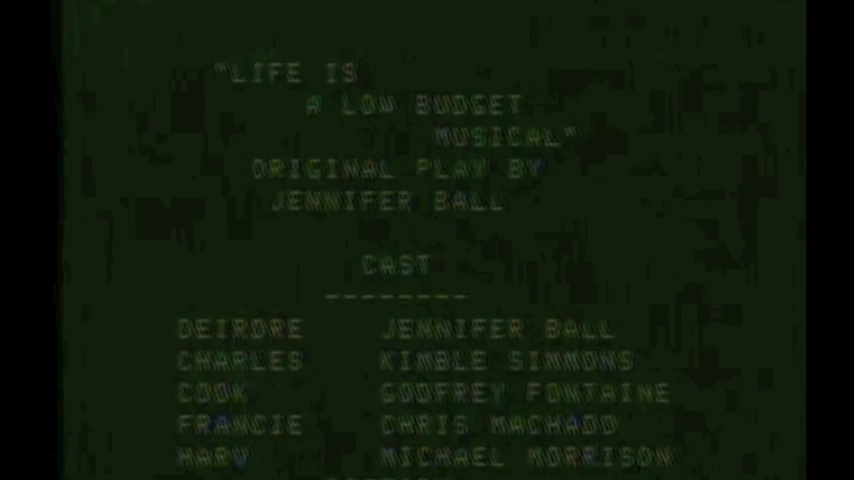 "LIFE IS
A LOW BUDGET
MUSICAL"
ORIGINAL PLAY BY
JENNIFER BALL
CAST
---------
DEIRDRE JENNIFER BALL
CHARLES KIMBLE SIMMONS
COOK GODFREY FONTAINE
FRANCIE CHRIS MACHADO
HARV MICHAEL MORRISON